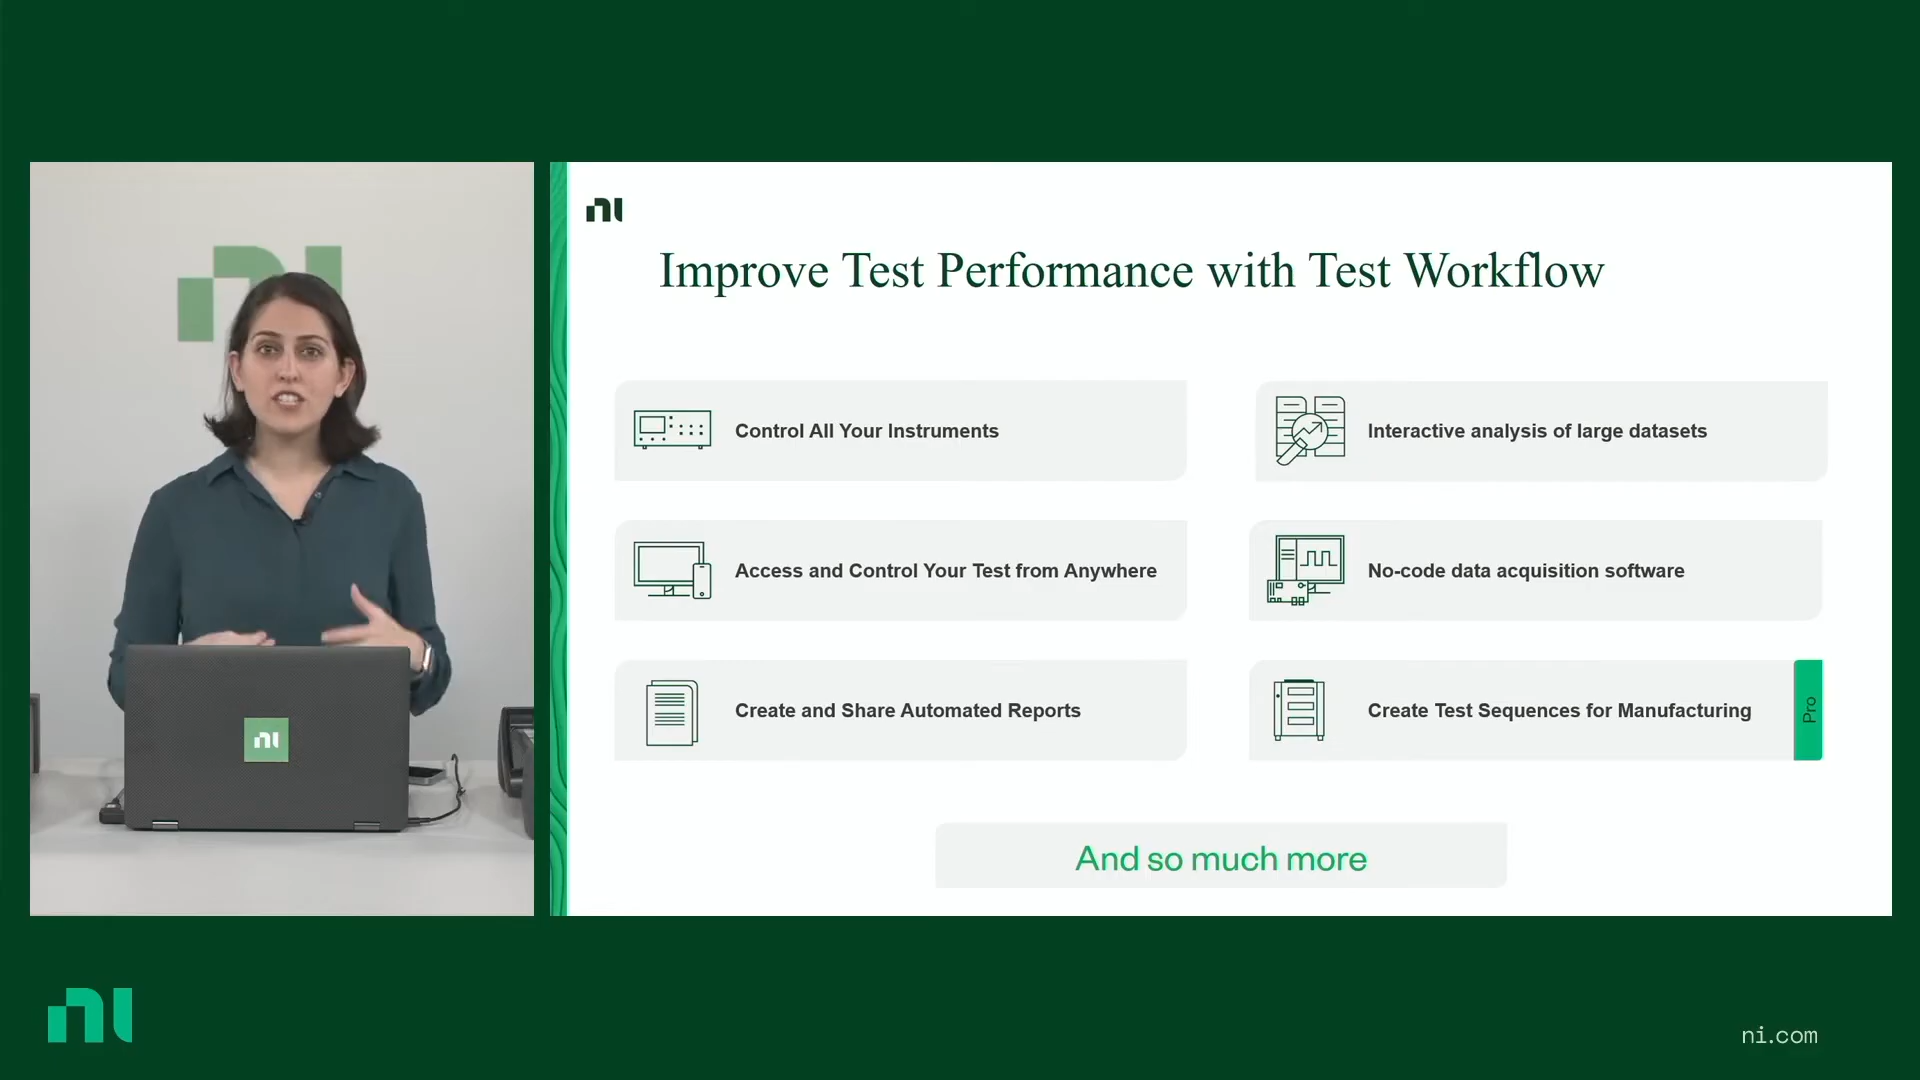 ni
Improve Test Performance with Test Workflow
Control All Your Instruments
Interactive analysis of large datasets
Access and Control Your Test from Anywhere
No-code data acquisition software
Create and Share Automated Reports
Create Test Sequences for Manufacturing
Pro
And so much more
ni
ni
ni
ni.com